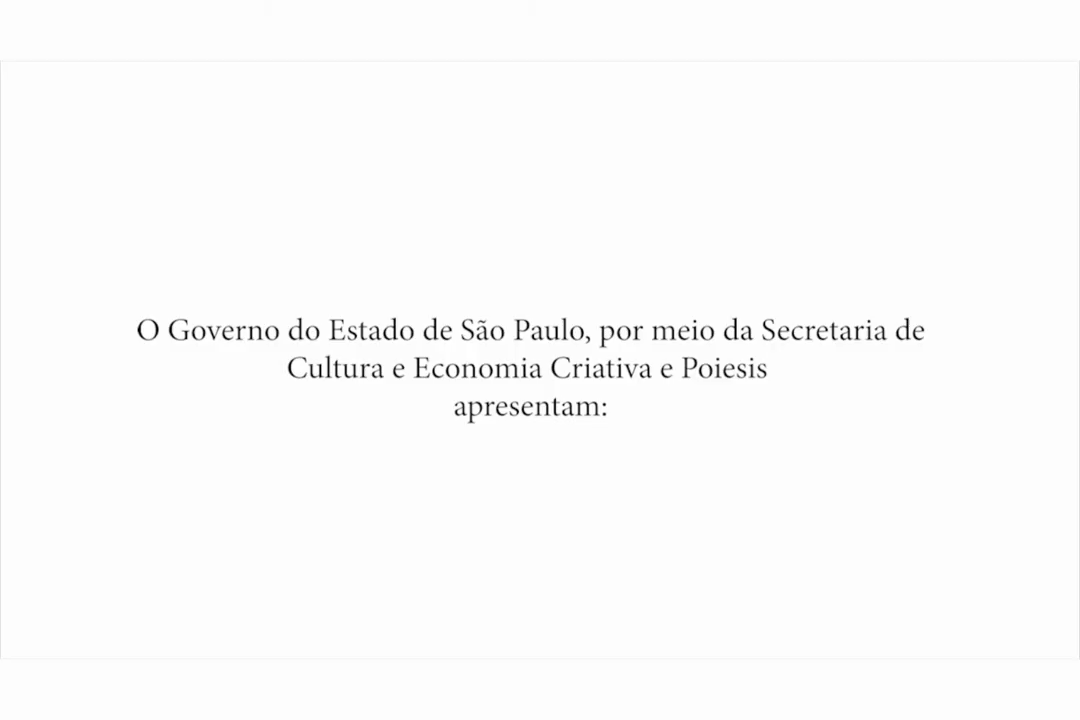 O Governo do Estado de São Paulo, por meio da Secretaria de
Cultura e Economia Criativa e Poiesis
apresentam: